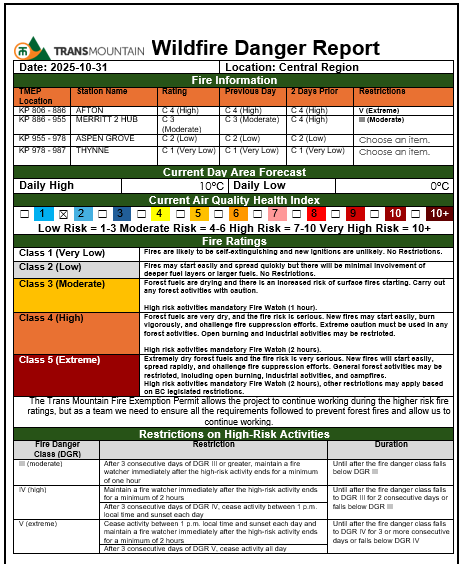 TRANSMOUNTAIN Wildfire Danger Report
Date: 2025-10-31 Location: Central Region
Fire Information
TMEP Location Station Name Rating Previous Day 2 Days Prior Restrictions
KP 806 - 886 AFTON C 4 (High) C 4 (High) C 4 (High) V (Extreme)
KP 886 - 955 MERRITT 2 HUB C 3 (Moderate) C 3 (Moderate) C 4 (High) III (Moderate)
KP 955 - 978 ASPEN GROVE C 2 (Low) C 2 (Low) C 2 (Low) Choose an item.
KP 978 - 987 THYNNE C 1 (Very Low) C 1 (Very Low) C 1 (Very Low) Choose an item.
Current Day Area Forecast
Daily High 10ºC Daily Low 0ºC
Current Air Quality Health Index
☐ 1 ☒ 2 ☐ 3 ☐ 4 ☐ 5 ☐ 6 ☐ 7 ☐ 8 ☐ 9 ☐ 10 ☐ 10+
Low Risk = 1-3 Moderate Risk = 4-6 High Risk = 7-10 Very High Risk = 10+
Fire Ratings
Class 1 (Very Low) Fires are likely to be self-extinguishing and new ignitions are unlikely. No Restrictions.
Class 2 (Low) Fires may start easily and spread quickly but there will be minimal involvement of
deeper fuel layers or larger fuels. No Restrictions.
Class 3 (Moderate) Forest fuels are drying and there is an increased risk of surface fires starting. Carry out
any forest activities with caution.
High risk activities mandatory Fire Watch (1 hour).
Class 4 (High) Forest fuels are very dry, and the fire risk is serious. New fires may start easily, burn
vigorously, and challenge fire suppression efforts. Extreme caution must be used in any
forest activities. Open burning and industrial activities may be restricted.
High risk activities mandatory Fire Watch (2 hours).
Class 5 (Extreme) Extremely dry forest fuels and the fire risk is very serious. New fires will start easily,
spread rapidly, and challenge fire suppression efforts. General forest activities may be
restricted, including open burning, industrial activities, and campfires.
High risk activities mandatory Fire Watch (2 hours), other restrictions may apply based
on BC legislated restrictions.
The Trans Mountain Fire Exemption Permit allows the project to continue working during the higher risk fire
ratings, but as a team we need to ensure all the requirements followed to prevent forest fires and allow us to
continue working.
Restrictions on High-Risk Activities
Fire Danger Class (DGR) Restriction Duration
III (moderate) After 3 consecutive days of DGR III or greater, maintain a fire Until after the fire danger class falls
watcher immediately after the high-risk activity ends for a minimum below DGR III
of one hour
IV (high) Maintain a fire watcher immediately after the high-risk activity ends Until after the fire danger class falls
for a minimum of 2 hours to DGR III for 2 consecutive days or
After 3 consecutive days of DGR IV, cease activity between 1 p.m. falls below DGR III
local time and sunset each day
V (extreme) Cease activity between 1 p.m. local time and sunset each day and Until after the fire danger class falls
maintain a fire watcher immediately after the high-risk activity ends to DGR IV for 3 or more consecutive
for a minimum of 2 hours days or falls below DGR IV
After 3 consecutive days of DGR V, cease activity all day